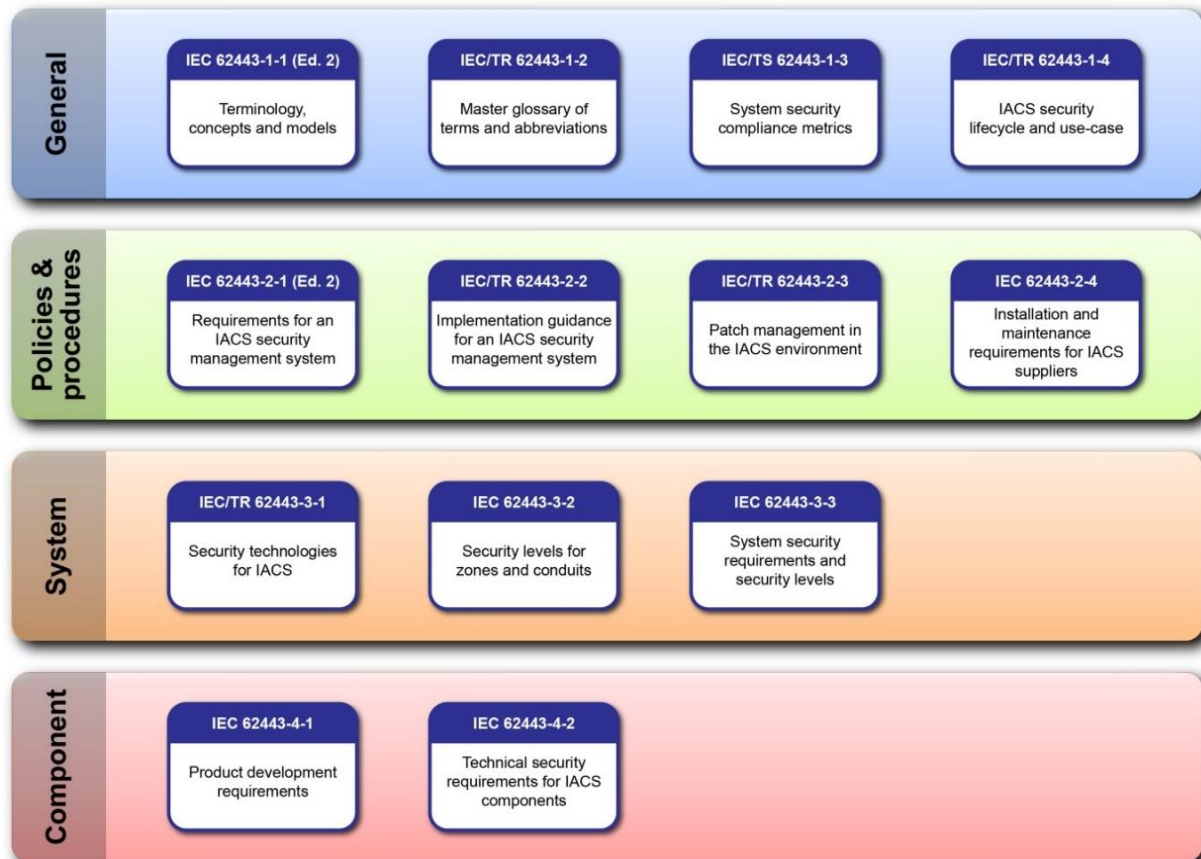 General
IEC 62443-1-1 (Ed. 2)
Terminology,
concepts and models
IEC/TR 62443-1-2
Master glossary of
terms and abbreviations
IEC/TS 62443-1-3
System security
compliance metrics
IEC/TR 62443-1-4
IACS security
lifecycle and use-case
Policies &
procedures
IEC 62443-2-1 (Ed. 2)
Requirements for an
IACS security
management system
IEC/TR 62443-2-2
Implementation guidance
for an IACS security
management system
IEC/TR 62443-2-3
Patch management in
the IACS environment
IEC 62443-2-4
Installation and
maintenance
requirements for IACS
suppliers
System
IEC/TR 62443-3-1
Security technologies
for IACS
IEC 62443-3-2
Security levels for
zones and conduits
IEC 62443-3-3
System security
requirements and
security levels
Component
IEC 62443-4-1
Product development
requirements
IEC 62443-4-2
Technical security
requirements for IACS
components